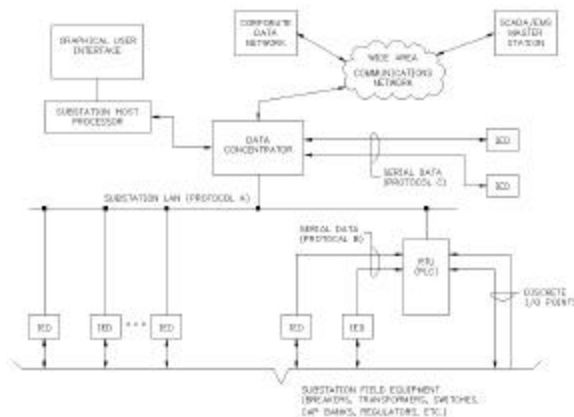 GRAPHICAL USER
INTERFACE
CORPORATE
DATA
NETWORK
SCADA/EMS
MASTER
STATION
WIDE AREA
COMMUNICATIONS
NETWORK
SUBSTATION HOST
PROCESSOR
DATA
CONCENTRATOR
IED
SERIAL DATA
(PROTOCOL C)
IED
SUBSTATION LAN (PROTOCOL A)
SERIAL DATA
(PROTOCAL B)
RTU
(PLC)
DISCRETE
I/O POINTS
IED
IED
IED
IED
IED
SUBSTATION FIELD EQUIPMENT
(BREAKERS, TRANSFORMERS, SWITCHES,
CAP BANKS, REGULATORS, ETC.)